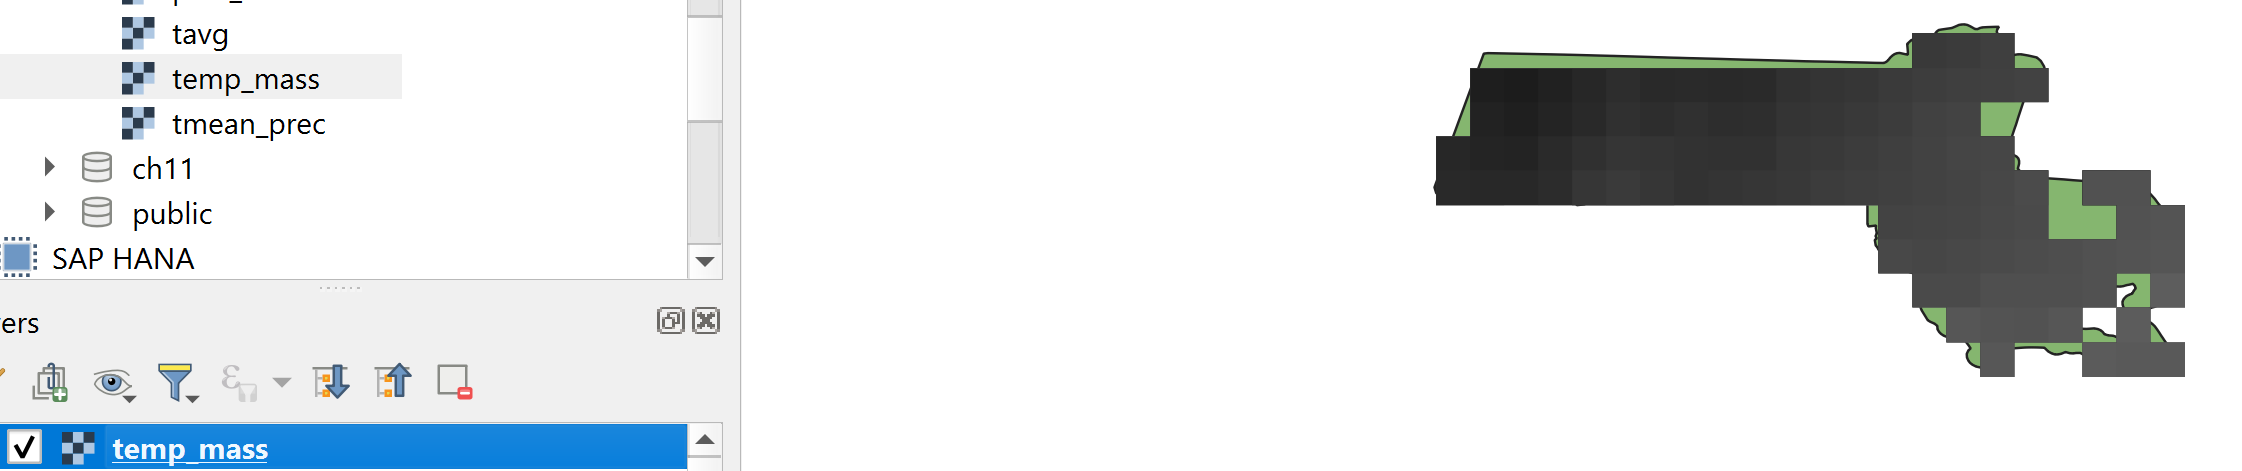 tavg
temp_mass
tmean_prec
ch11
public
SAP HANA
ers
temp_mass